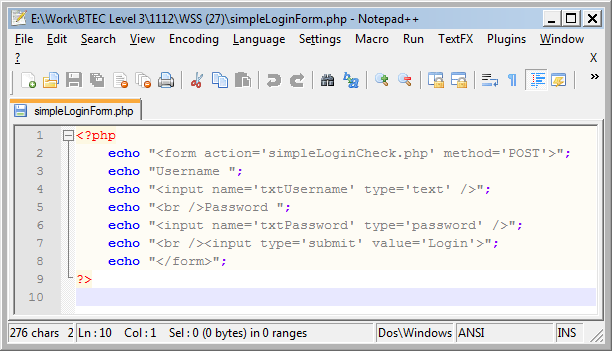 E:\Work\BTEC Level 3\1112\WSS (27)\simpleLoginForm.php - Notepad++
File Edit Search View Encoding Language Settings Macro Run TextFX Plugins Window
? X
simpleLoginForm.php
1 <?php
2 echo "<form action='simpleLoginCheck.php' method='POST'>";
3 echo "Username ";
4 echo "<input name='txtUsername' type='text' />";
5 echo "<br />Password ";
6 echo "<input name='txtPassword' type='password' />";
7 echo "<br /><input type='submit' value='Login'>";
8 echo "</form>";
9 ?>
10
276 chars 2 Ln : 10 Col : 1 Sel : 0 (0 bytes) in 0 ranges Dos\Windows ANSI INS